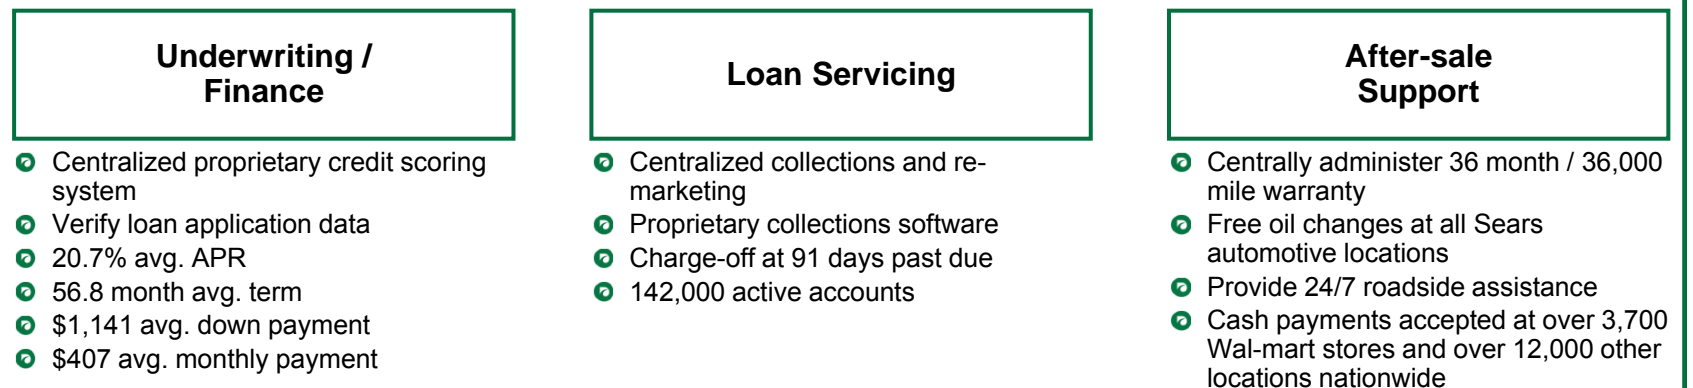 Underwriting /
Finance
Centralized proprietary credit scoring
system
Verify loan application data
20.7% avg. APR
56.8 month avg. term
$1,141 avg. down payment
$407 avg. monthly payment
Loan Servicing
Centralized collections and re-
marketing
Proprietary collections software
Charge-off at 91 days past due
142,000 active accounts
After-sale
Support
Centrally administer 36 month / 36,000
mile warranty
Free oil changes at all Sears
automotive locations
Provide 24/7 roadside assistance
Cash payments accepted at over 3,700
Wal-mart stores and over 12,000 other
locations nationwide